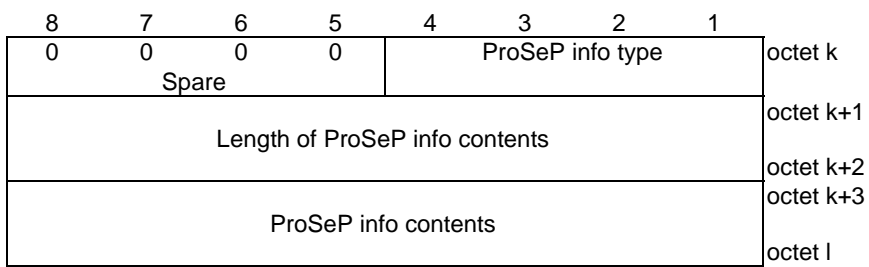 8 7 6 5 4 3 2 1
0 0 0 0 ProSeP info type octet k
Spare
octet k+1
Length of ProSeP info contents
octet k+2
octet k+3
ProSeP info contents
octet l